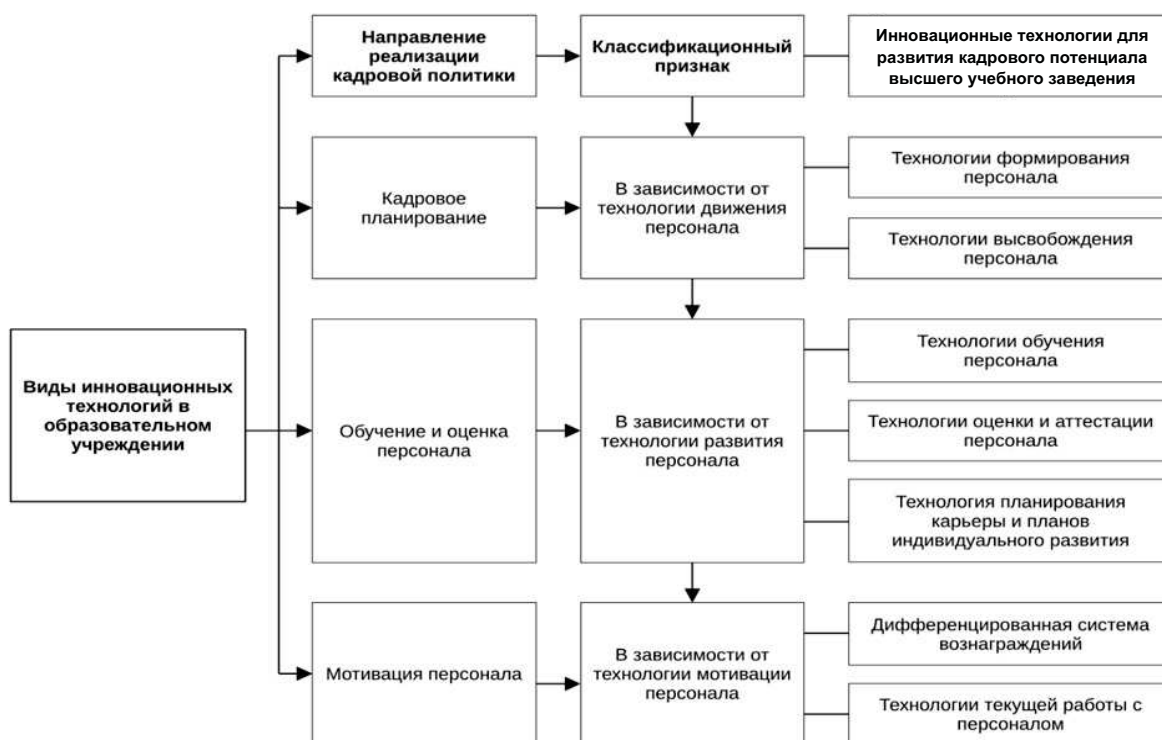 Направление
реализации
кадровой политики
Классификационный
признак
Инновационные технологии для
развития кадрового потенциала
высшего учебного заведения
Кадровое
планирование
В зависимости от
технологии движения
персонала
Технологии формирования
персонала
Технологии высвобождения
персонала
Виды инновационных
технологий в
образовательном
учреждении
Обучение и оценка
персонала
В зависимости от
технологии развития
персонала
Технологии обучения
персонала
Технологии оценки и аттестации
персонала
Технология планирования
карьеры и планов
индивидуального развития
Мотивация персонала
В зависимости от
технологии мотивации
персонала
Дифференцированная система
вознаграждений
Технологии текущей работы с
персоналом